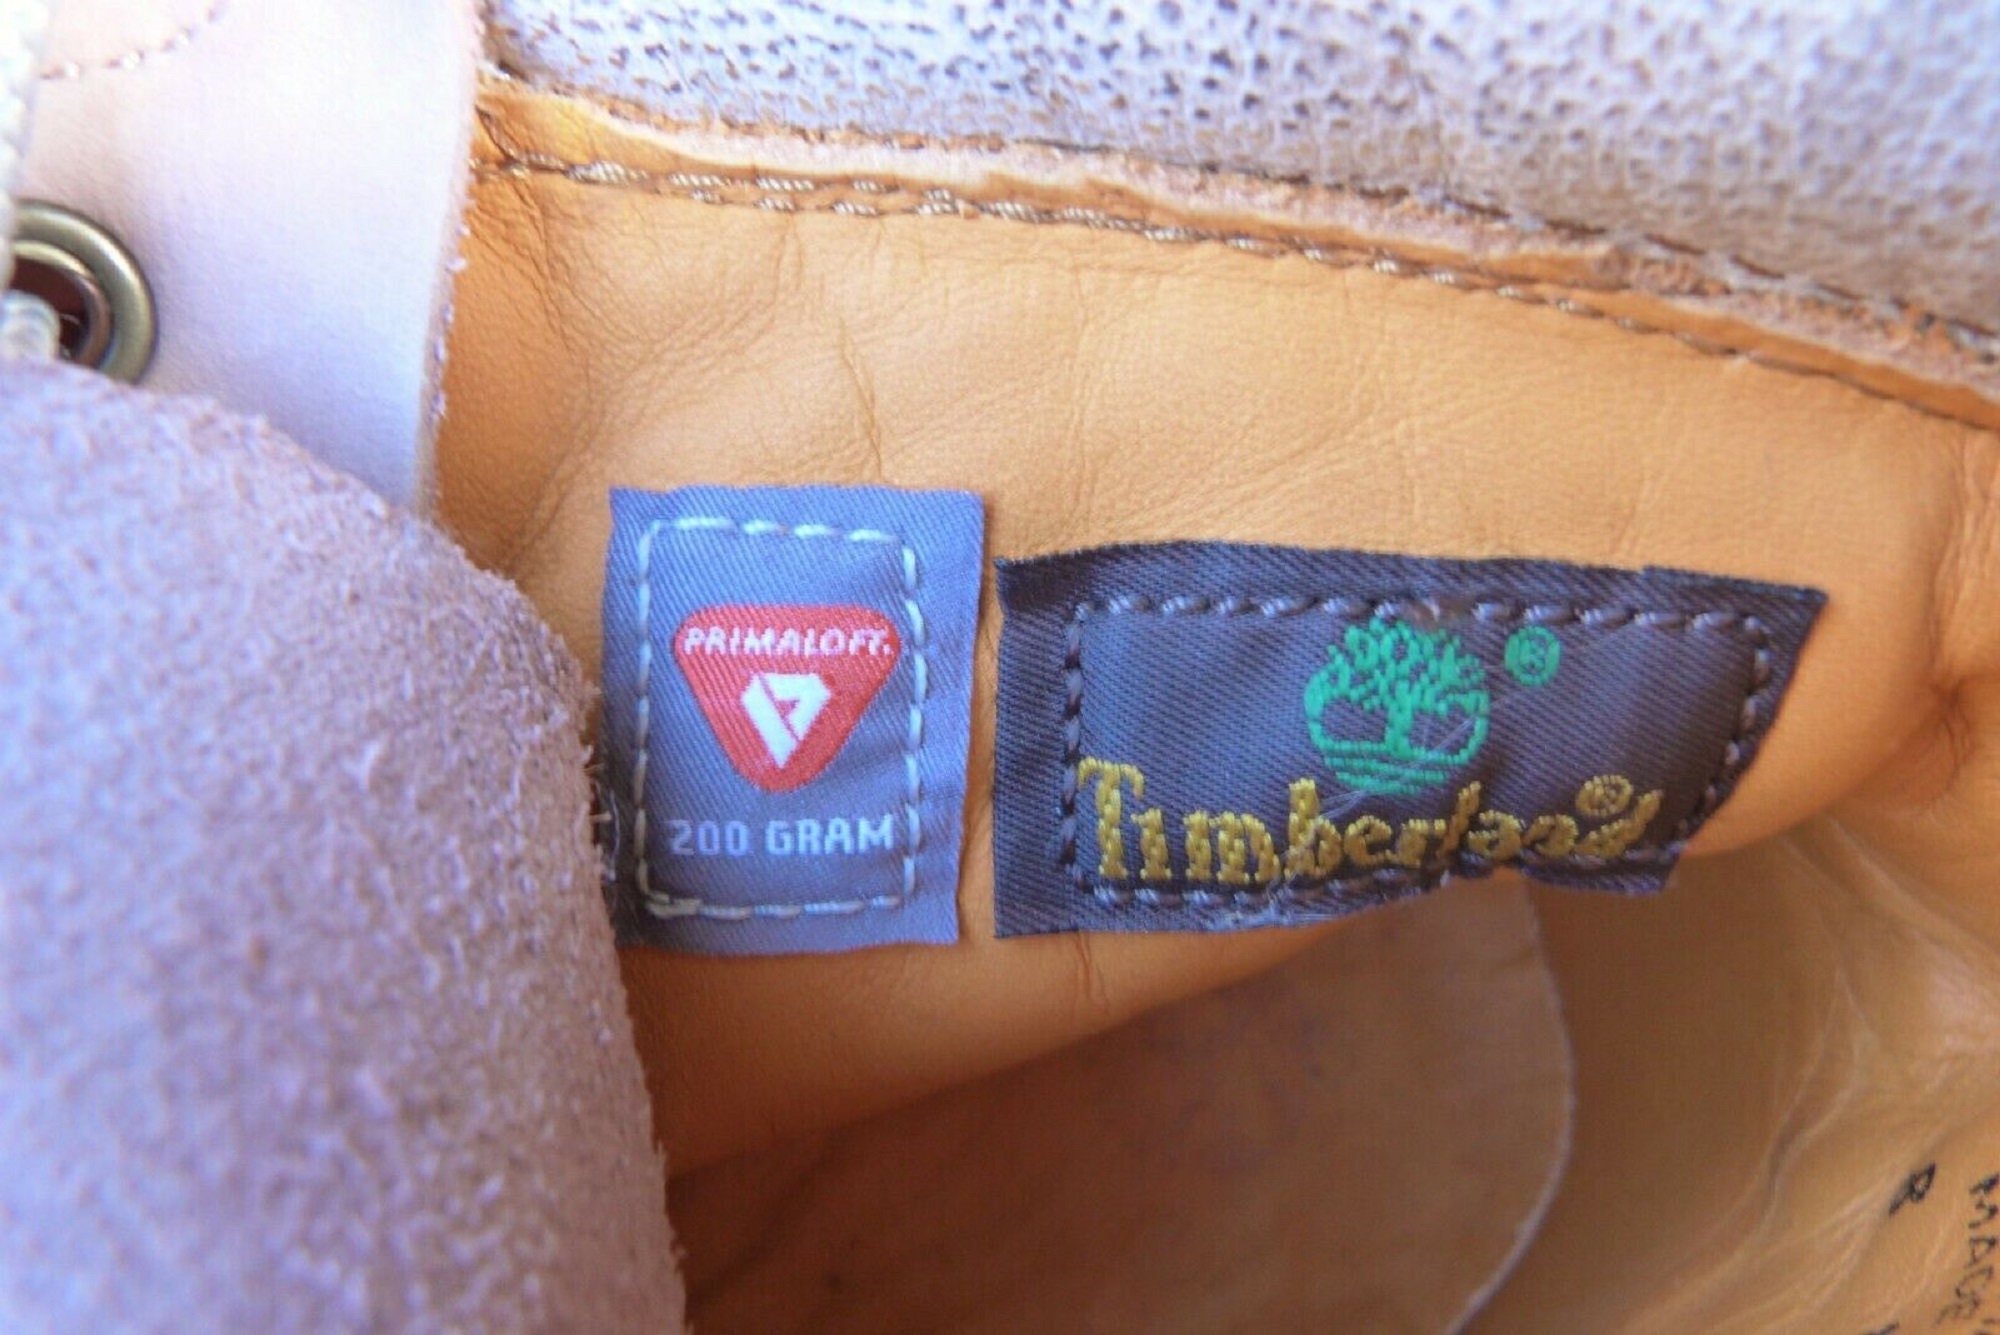 PRIMALOFT®
200 GRAM
®
Timberland®
R